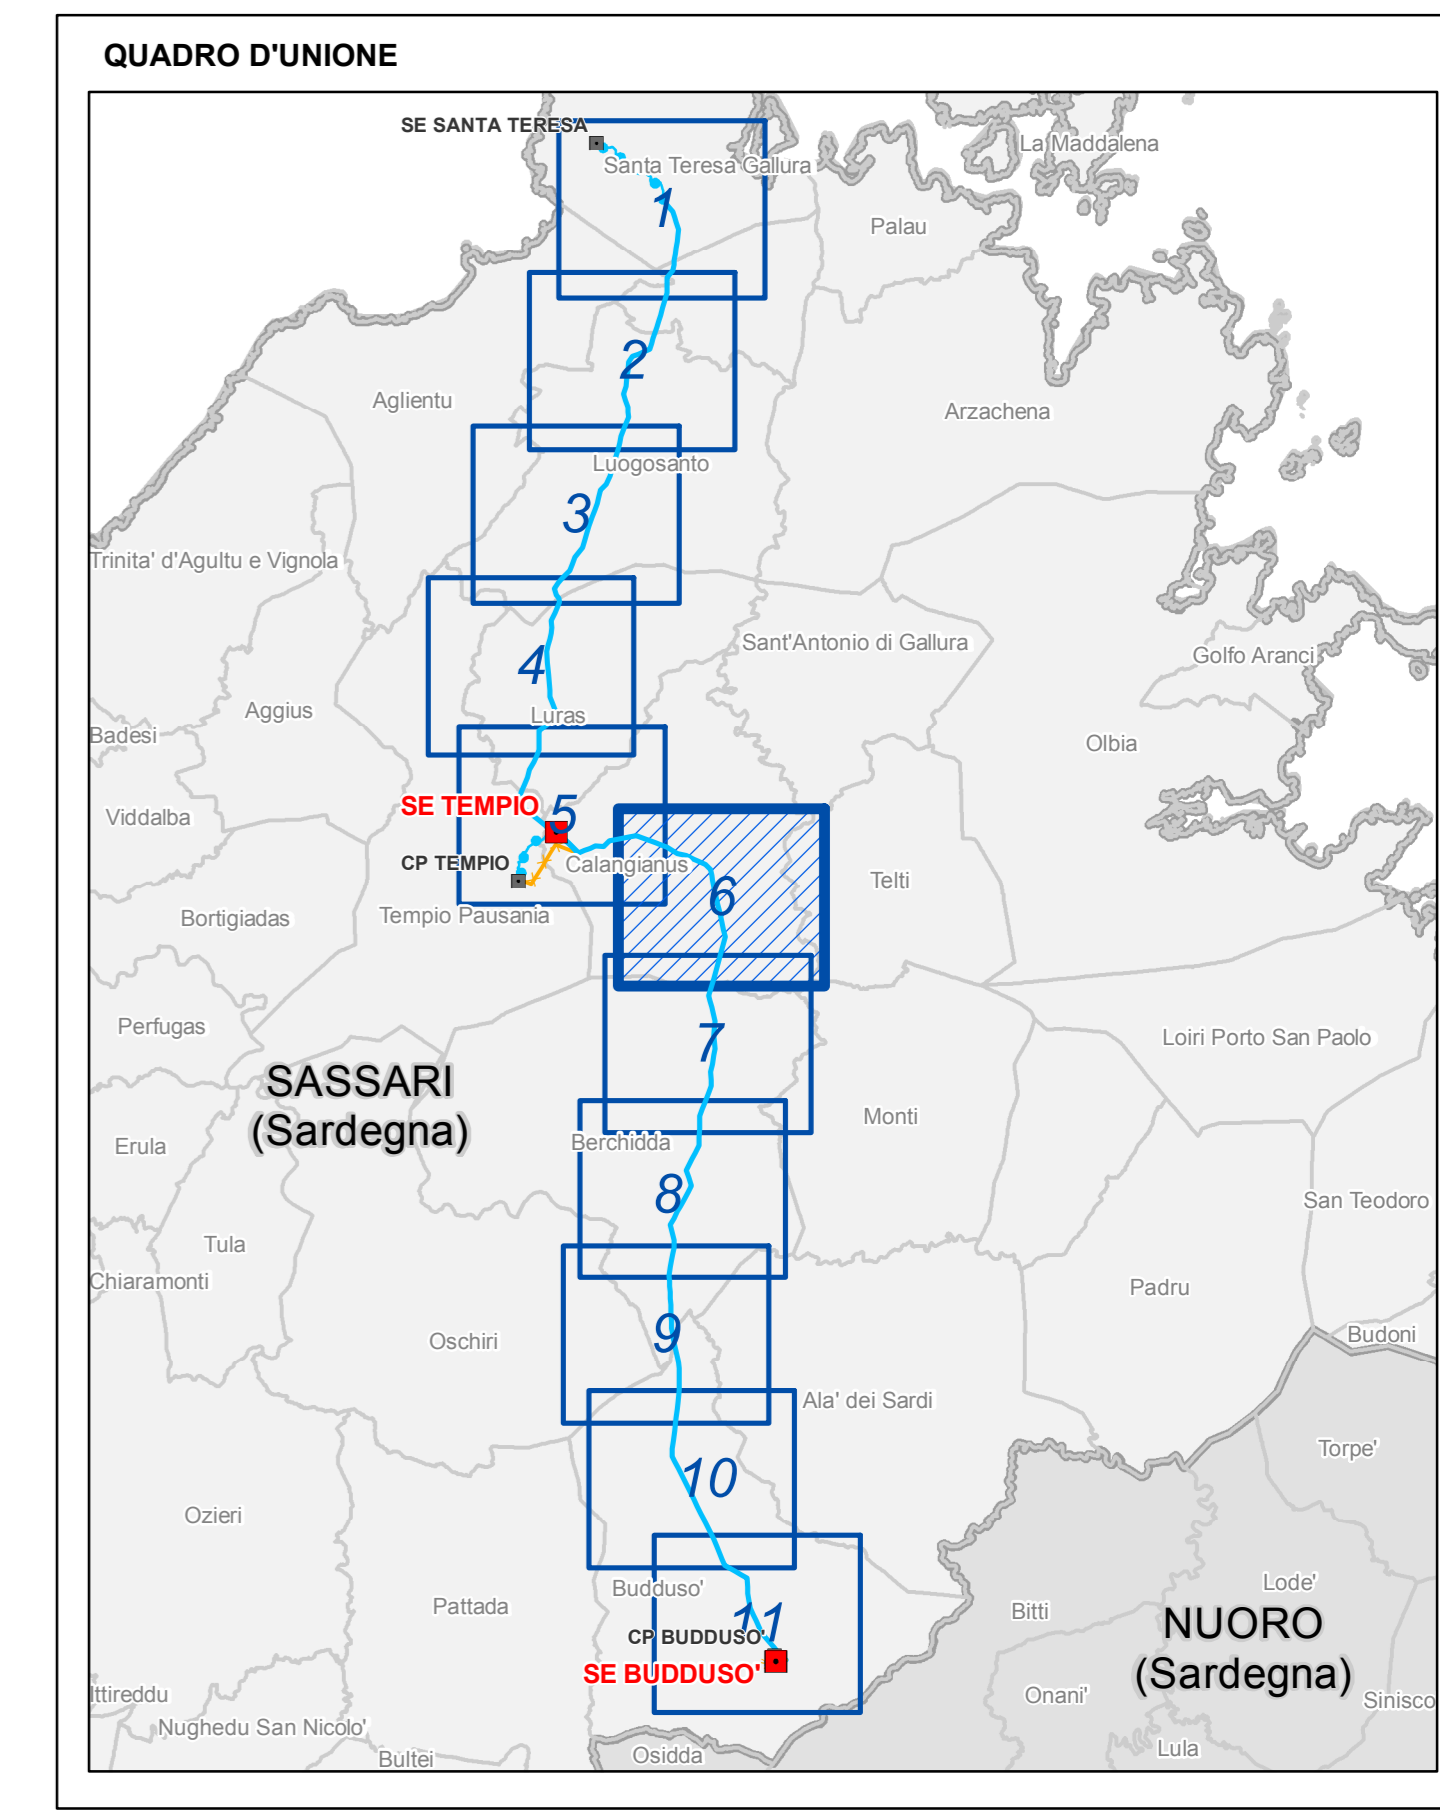 QUADRO D'UNIONE
SE SANTA TERESA
La Maddalena
Santa Teresa Gallura
1
Palau
2
Aglientu
Arzachena
Luogosanto
3
Trinita' d'Agultu e Vignola
Sant'Antonio di Gallura
Golfo Aranci
4
Aggius
Luras
Badesi
Olbia
SE TEMPIO
5
Viddalba
CP TEMPIO
Calangianus
Telti
6
Bortigiadas
Tempio Pausania
Perfugas
Loiri Porto San Paolo
7
SASSARI
(Sardegna)
Monti
Erula
Berchidda
8
San Teodoro
Tula
Chiaramonti
Padru
9
Oschiri
Budoni
Ala' dei Sardi
Torpe'
10
Ozieri
Lode'
Budduso'
Pattada
Bitti
11
NUORO
(Sardegna)
CP BUDDUSO'
SE BUDDUSO'
Ittireddu
Onani'
Sinisco
Nughedu San Nicolo'
Lula
Osidda
Bultei